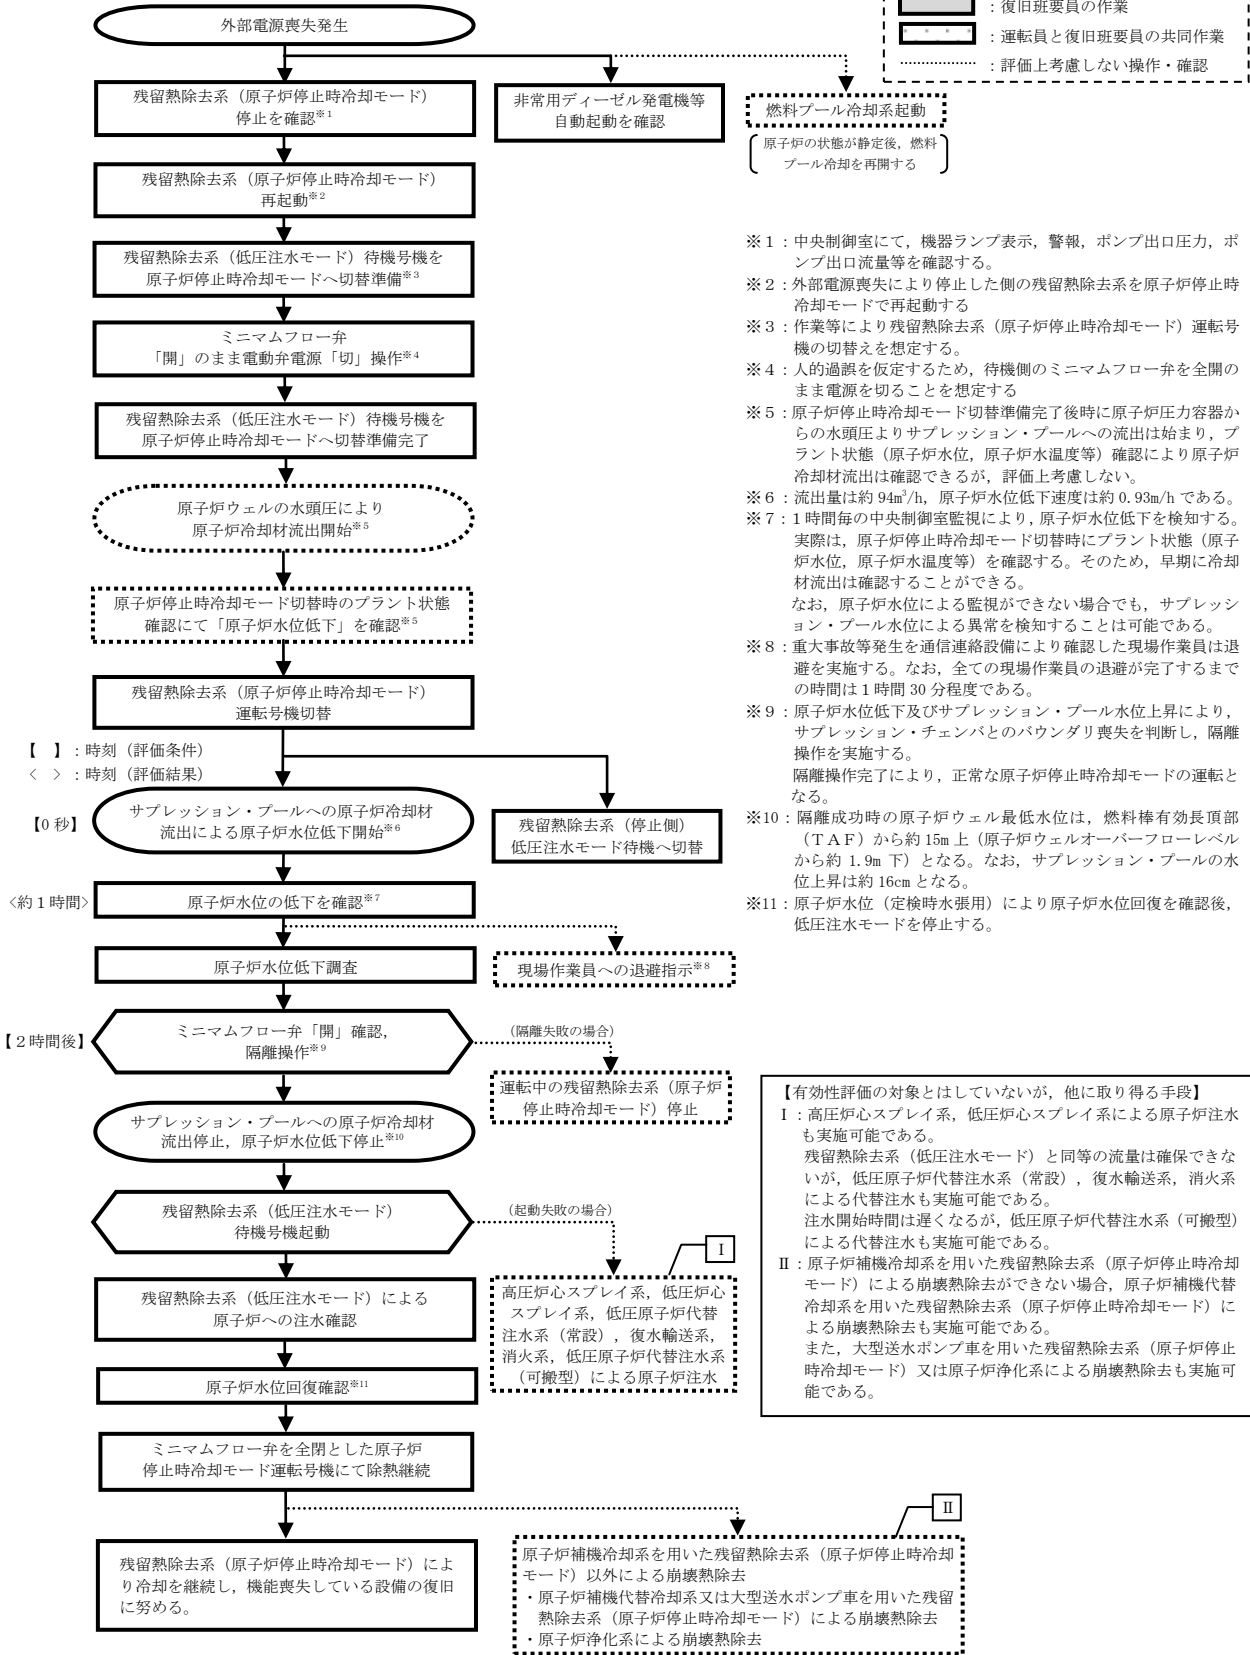 ：復旧班要員の作業
：運転員と復旧班要員の共同作業
：評価上考慮しない操作・確認
外部電源喪失発生
残留熱除去系（原子炉停止時冷却モード）
停止を確認※1
非常用ディーゼル発電機等
自動起動を確認
燃料プール冷却系起動
原子炉の状態が静定後，燃料
プール冷却を再開する
残留熱除去系（原子炉停止時冷却モード）
再起動※2
残留熱除去系（低圧注水モード）待機号機を
原子炉停止時冷却モードへ切替準備※3
ミニマムフロー弁
「開」のまま電動弁電源「切」操作※4
残留熱除去系（低圧注水モード）待機号機を
原子炉停止時冷却モードへ切替準備完了
原子炉ウェルの水頭圧により
原子炉冷却材流出開始※5
原子炉停止時冷却モード切替時のプラント状態
確認にて「原子炉水位低下」を確認※5
残留熱除去系（原子炉停止時冷却モード）
運転号機切替
【　】：時刻（評価条件）
＜　＞：時刻（評価結果）
【0 秒】
サプレッション・プールへの原子炉冷却材
流出による原子炉水位低下開始※6
残留熱除去系（停止側）
低圧注水モード待機へ切替
<約１時間>
原子炉水位の低下を確認※7
原子炉水位低下調査
現場作業員への退避指示※8
【２時間後】
ミニマムフロー弁「開」確認，
隔離操作※9
（隔離失敗の場合）
運転中の残留熱除去系（原子炉
停止時冷却モード）停止
サプレッション・プールへの原子炉冷却材
流出停止，原子炉水位低下停止※10
残留熱除去系（低圧注水モード）
待機号機起動
（起動失敗の場合）
Ⅰ
高圧炉心スプレイ系，低圧炉心
スプレイ系，低圧原子炉代替
注水系（常設），復水輸送系，
消火系，低圧原子炉代替注水系
（可搬型）による原子炉注水
残留熱除去系（低圧注水モード）による
原子炉への注水確認
原子炉水位回復確認※11
ミニマムフロー弁を全閉とした原子炉
停止時冷却モード運転号機にて除熱継続
Ⅱ
残留熱除去系（原子炉停止時冷却モード）によ
り冷却を継続し，機能喪失している設備の復旧
に努める。
原子炉補機冷却系を用いた残留熱除去系（原子炉停止時冷却
モード）以外による崩壊熱除去
・原子炉補機代替冷却系又は大型送水ポンプ車を用いた残留
熱除去系（原子炉停止時冷却モード）による崩壊熱除去
・原子炉浄化系による崩壊熱除去
※１：中央制御室にて，機器ランプ表示，警報，ポンプ出口圧力，ポ
ンプ出口流量等を確認する。
※２：外部電源喪失により停止した側の残留熱除去系を原子炉停止時
冷却モードで再起動する
※３：作業等により残留熱除去系（原子炉停止時冷却モード）運転号
機の切替えを想定する。
※４：人的過誤を仮定するため，待機側のミニマムフロー弁を全開の
まま電源を切ることを想定する
※５：原子炉停止時冷却モード切替準備完了後時に原子炉圧力容器か
らの水頭圧よりサプレッション・プールへの流出は始まり，プ
ラント状態（原子炉水位，原子炉水温度等）確認により原子炉
冷却材流出は確認できるが，評価上考慮しない。
※６：流出量は約 94m³/h，原子炉水位低下速度は約 0.93m/h である。
※７：１時間毎の中央制御室監視により，原子炉水位低下を検知する。
実際は，原子炉停止時冷却モード切替時にプラント状態（原子
炉水位，原子炉水温度等）を確認する。そのため，早期に冷却
材流出は確認することができる。
なお，原子炉水位による監視ができない場合でも，サプレッシ
ョン・プール水位による異常を検知することは可能である。
※８：重大事故等発生を通信連絡設備により確認した現場作業員は退
避を実施する。なお，全ての現場作業員の退避が完了するまで
の時間は１時間 30 分程度である。
※９：原子炉水位低下及びサプレッション・プール水位上昇により，
サプレッション・チェンバとのバウンダリ喪失を判断し，隔離
操作を実施する。
隔離操作完了により，正常な原子炉停止時冷却モードの運転と
なる。
※10：隔離成功時の原子炉ウェル最低水位は，燃料棒有効長頂部
（ＴＡＦ）から約 15m 上（原子炉ウェルオーバーフローレベル
から約 1.9m 下）となる。なお，サプレッション・プールの水
位上昇は約 16cm となる。
※11：原子炉水位（定検時水張用）により原子炉水位回復を確認後，
低圧注水モードを停止する。
【有効性評価の対象とはしていないが，他に取り得る手段】
Ⅰ：高圧炉心スプレイ系，低圧炉心スプレイ系による原子炉注水
も実施可能である。
残留熱除去系（低圧注水モード）と同等の流量は確保できな
いが，低圧原子炉代替注水系（常設），復水輸送系，消火系
による代替注水も実施可能である。
注水開始時間は遅くなるが，低圧原子炉代替注水系（可搬型）
による代替注水も実施可能である。
Ⅱ：原子炉補機冷却系を用いた残留熱除去系（原子炉停止時冷却
モード）による崩壊熱除去ができない場合，原子炉補機代替
冷却系を用いた残留熱除去系（原子炉停止時冷却モード）に
よる崩壊熱除去も実施可能である。
また，大型送水ポンプ車を用いた残留熱除去系（原子炉停止
時冷却モード）又は原子炉浄化系による崩壊熱除去も実施可
能である。